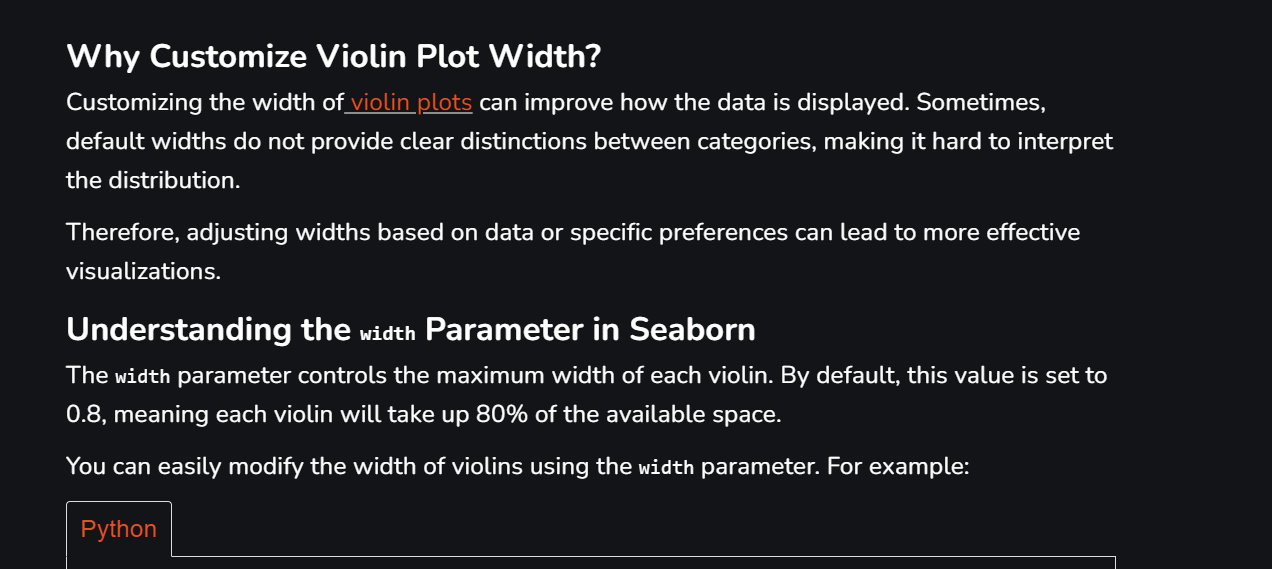 Why Customize Violin Plot Width?
Customizing the width of violin plots can improve how the data is displayed. Sometimes,
default widths do not provide clear distinctions between categories, making it hard to interpret
the distribution.
Therefore, adjusting widths based on data or specific preferences can lead to more effective
visualizations.
Understanding the width Parameter in Seaborn
The width parameter controls the maximum width of each violin. By default, this value is set to
0.8, meaning each violin will take up 80% of the available space.
You can easily modify the width of violins using the width parameter. For example:
Python